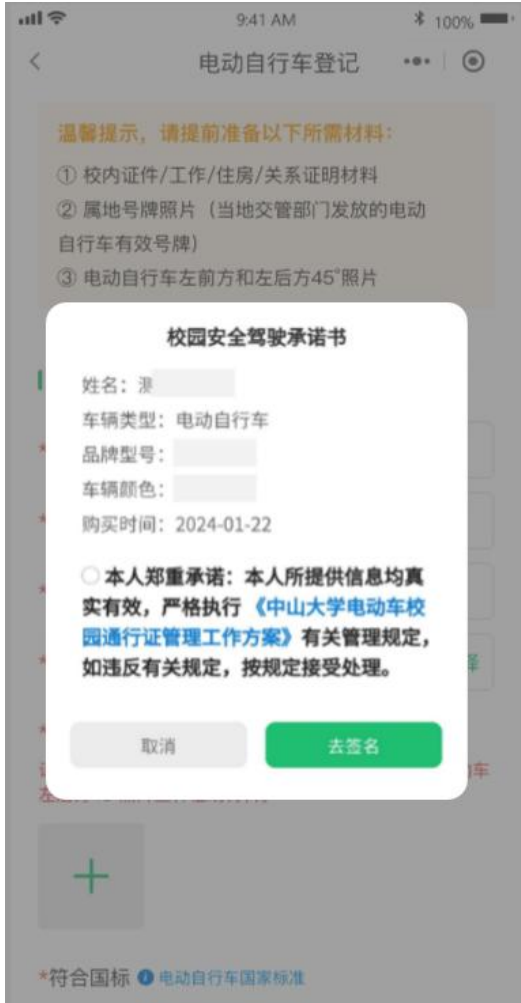 9:41 AM
100%
电动自行车登记
温馨提示，请提前准备以下所需材料：
① 校内证件/工作/住房/关系证明材料
② 属地号牌照片（当地交管部门发放的电动
自行车有效号牌）
③ 电动自行车左前方和左后方45°照片
校园安全驾驶承诺书
姓名：测
车辆类型：电动自行车
品牌型号：
车辆颜色：
购买时间：2024-01-22
本人郑重承诺：本人所提供信息均真
实有效，严格执行《中山大学电动车校
园通行证管理工作方案》有关管理规定，
如违反有关规定，按规定接受处理。
择
取消
去签名
车
*符合国标 电动自行车国家标准